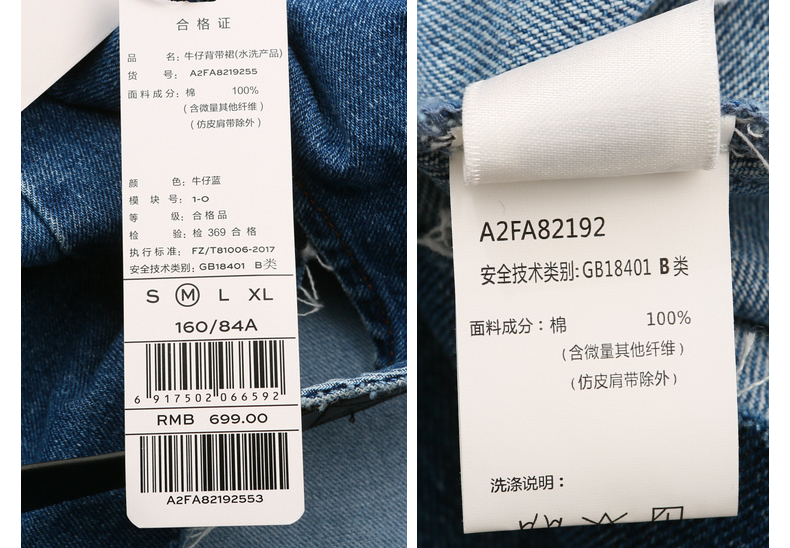 合格证
品 名: 牛仔背带裙(水洗产品)
货 号: A2FA8219255
面料成分: 棉 100%
(含微量其他纤维)
(仿皮肩带除外)
颜 色: 牛仔蓝
模 块 号: 1-0
等 级: 合格品
检 验: 检 369 合格
执行标准: FZ/T81006-2017
安全技术类别: GB18401 B类
S M L XL
160/84A
6 917502 066592
RMB 699.00
A2FA82192553
A2FA82192
安全技术类别: GB18401 B类
面料成分: 棉 100%
(含微量其他纤维)
(仿皮肩带除外)
洗涤说明: